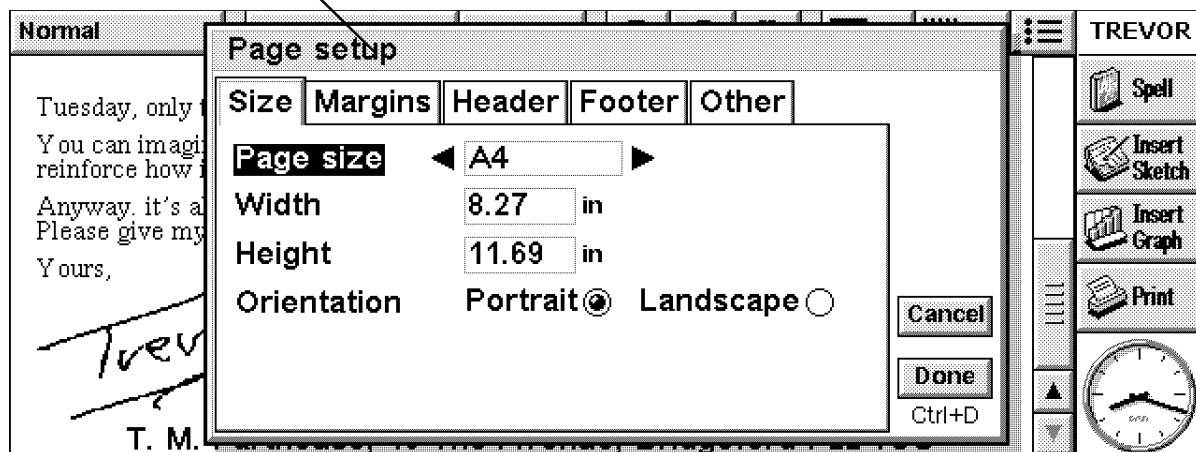 Normal
TREVOR
Page setup
Size Margins Header Footer Other
Page size A4
Width 8.27 in
Height 11.69 in
Orientation Portrait Landscape
Cancel
Done
Ctrl+D
Tuesday, only
You can imagi
reinforce how i
Anyway. it's a
Please give my
Yours,
Trev
T. M.
Spell
Insert
Sketch
Insert
Graph
Print